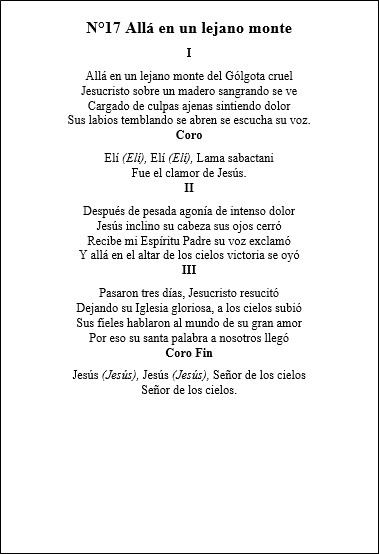 N°17 Allá en un lejano monte
I
Allá en un lejano monte del Gólgota cruel
Jesucristo sobre un madero sangrando se ve
Cargado de culpas ajenas sintiendo dolor
Sus labios temblando se abren se escucha su voz.
Coro
Elí (Elí), Elí (Elí), Lama sabactani
Fue el clamor de Jesús.
II
Después de pesada agonía de intenso dolor
Jesús inclino su cabeza sus ojos cerró
Recibe mi Espíritu Padre su voz exclamó
Y allá en el altar de los cielos victoria se oyó
III
Pasaron tres días, Jesucristo resucitó
Dejando su Iglesia gloriosa, a los cielos subió
Sus fieles hablaron al mundo de su gran amor
Por eso su santa palabra a nosotros llegó
Coro Fin
Jesús (Jesús), Jesús (Jesús), Señor de los cielos
Señor de los cielos.